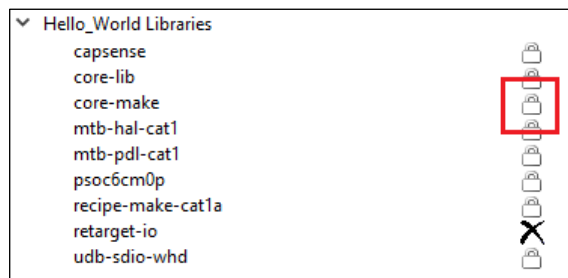 Hello_World Libraries
capsense
core-lib
core-make
mtb-hal-cat1
mtb-pdl-cat1
psoc6cm0p
recipe-make-cat1a
retarget-io
udb-sdio-whd